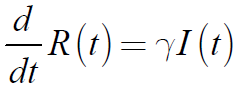 d/dt R(t) = γI(t)